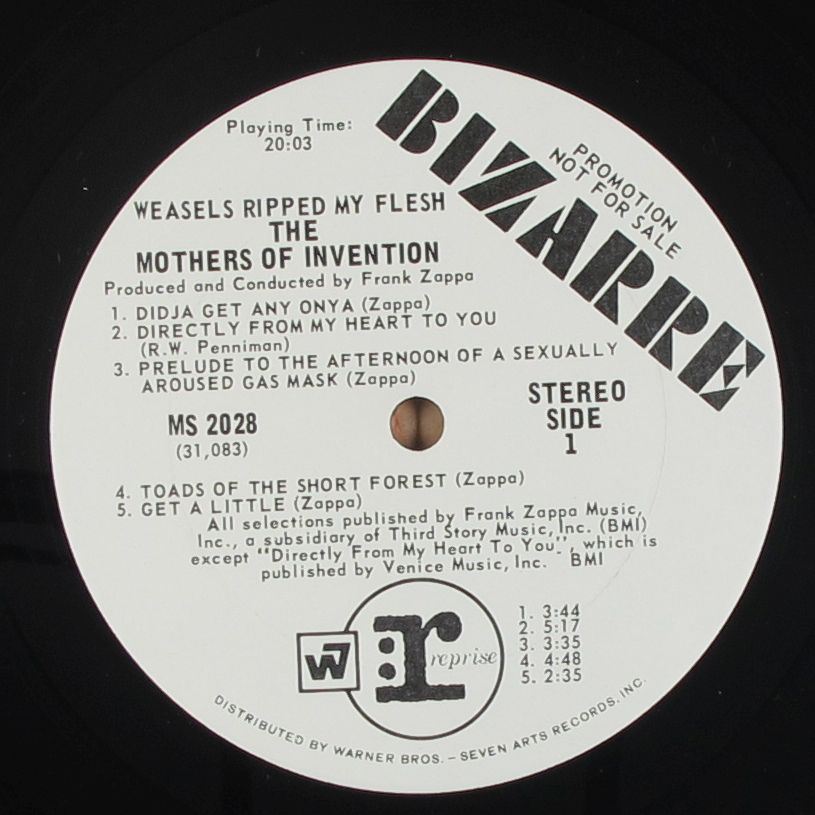 Playing Time:
20:03
BIZARRE
PROMOTION
NOT FOR SALE
WEASELS RIPPED MY FLESH
THE
MOTHERS OF INVENTION
Produced and Conducted by Frank Zappa
1. DIDJA GET ANY ONYA (Zappa)
2. DIRECTLY FROM MY HEART TO YOU
(R.W. Penniman)
3. PRELUDE TO THE AFTERNOON OF A SEXUALLY
AROUSED GAS MASK (Zappa)
MS 2028
(31,083)
STEREO
SIDE
1
4. TOADS OF THE SHORT FOREST (Zappa)
5. GET A LITTLE (Zappa)
All selections published by Frank Zappa Music,
Inc., a subsidiary of Third Story Music, Inc. (BMI)
except "Directly From My Heart To You", which is
published by Venice Music, Inc. BMI
W7
:r reprise
1. 3:44
2. 5:17
3. 3:35
4. 4:48
5. 2:35
DISTRIBUTED BY WARNER BROS. – SEVEN ARTS RECORDS, INC.